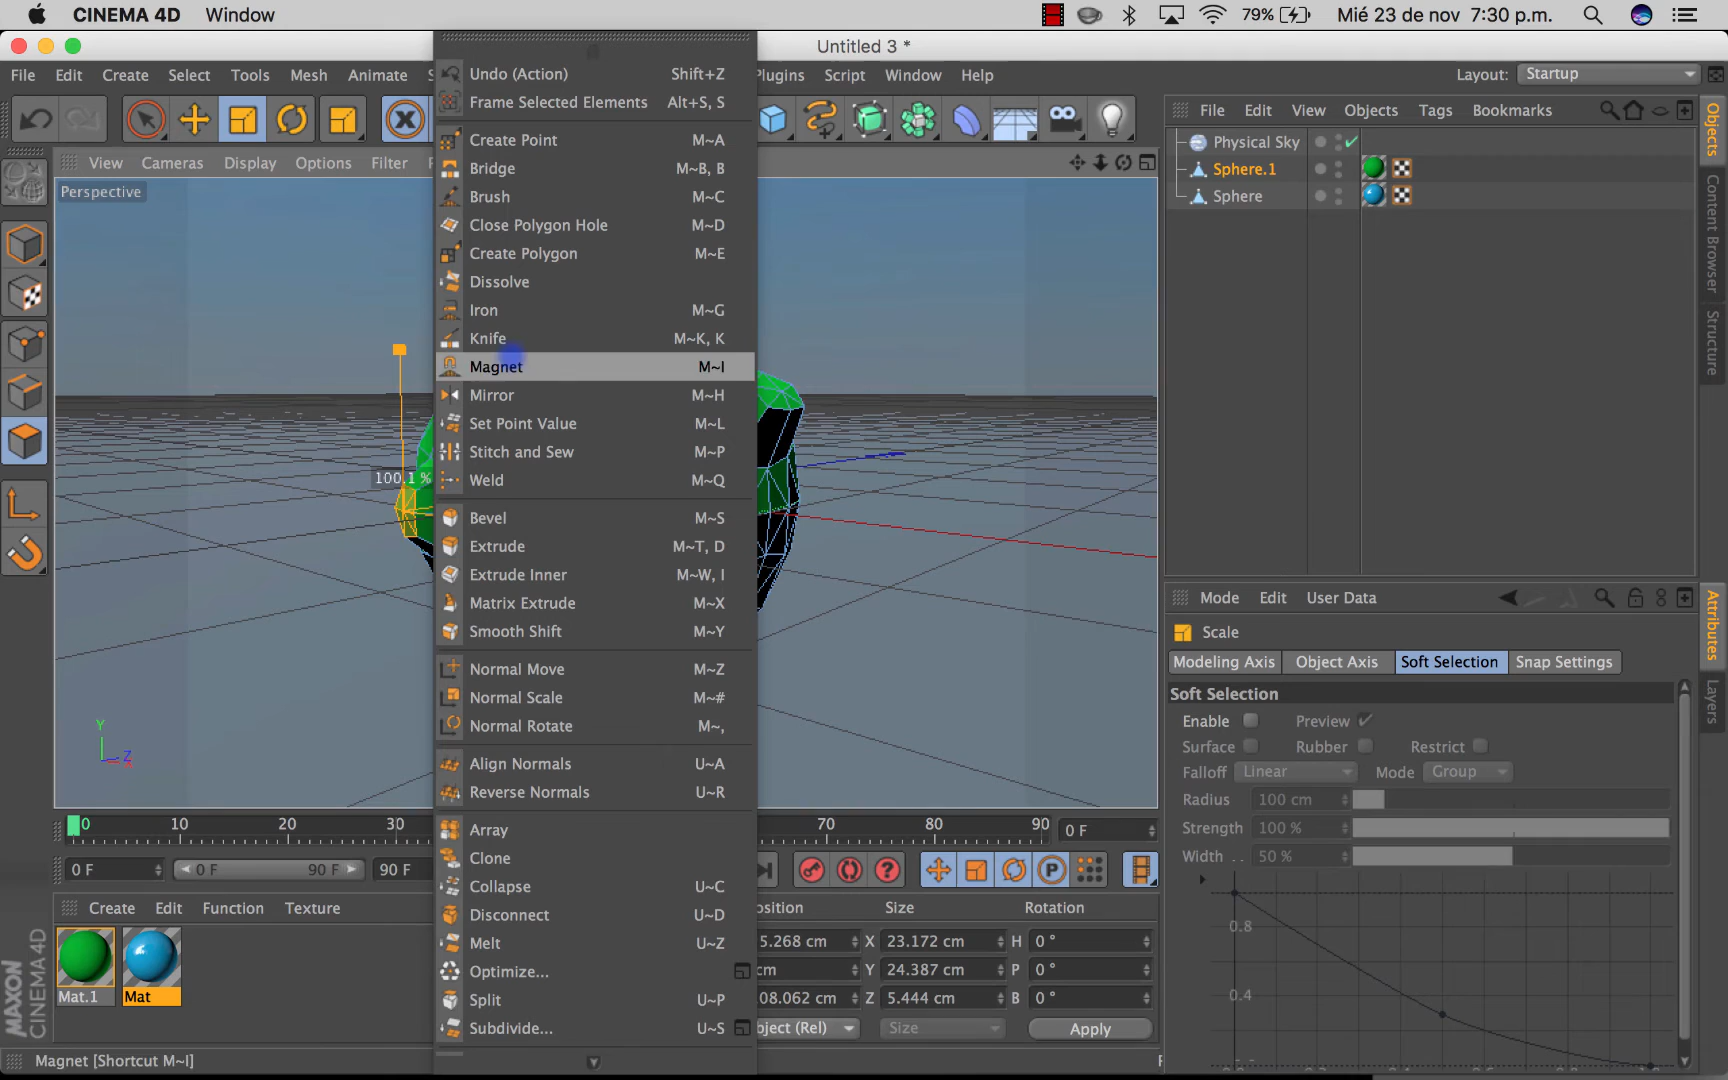 CINEMA 4D Window 79% Mié 23 de nov 7:30 p.m.
Untitled 3 *
File Edit Create Select Tools Mesh Animate Plugins Script Window Help Layout: Startup
Undo (Action) Shift+Z
Frame Selected Elements Alt+S, S
Create Point M~A
Bridge M~B, B
Brush M~C
Close Polygon Hole M~D
Create Polygon M~E
Dissolve
Iron M~G
Knife M~K, K
Magnet M~I
Mirror M~H
Set Point Value M~L
Stitch and Sew M~P
Weld M~Q
Bevel M~S
Extrude M~T, D
Extrude Inner M~W, I
Matrix Extrude M~X
Smooth Shift M~Y
Normal Move M~Z
Normal Scale M~#
Normal Rotate M~,
Align Normals U~A
Reverse Normals U~R
Array
Clone
Collapse U~C
Disconnect U~D
Melt U~Z
Optimize...
Split U~P
Subdivide... U~S
View Cameras Display Options Filter
Perspective
100.1 %
Y
Z
File Edit View Objects Tags Bookmarks
Physical Sky
Sphere.1
Sphere
Objects
Content Browser
Structure
Mode Edit User Data
Scale
Modeling Axis Object Axis Soft Selection Snap Settings
Soft Selection
Enable Preview
Surface Rubber Restrict
Falloff Linear Mode Group
Radius 100 cm
Strength 100 %
Width . . 50 %
0.8
0.4
Attributes
Layers
0 10 20 30 70 80 90 0 F
0 F 0 F 90 F 90 F
Create Edit Function Texture
Mat.1 Mat
MAXON
CINEMA 4D
osition Size Rotation
5.268 cm X 23.172 cm H 0 °
cm Y 24.387 cm P 0 °
08.062 cm Z 5.444 cm B 0 °
bject (Rel) Size Apply
Magnet [Shortcut M~I]